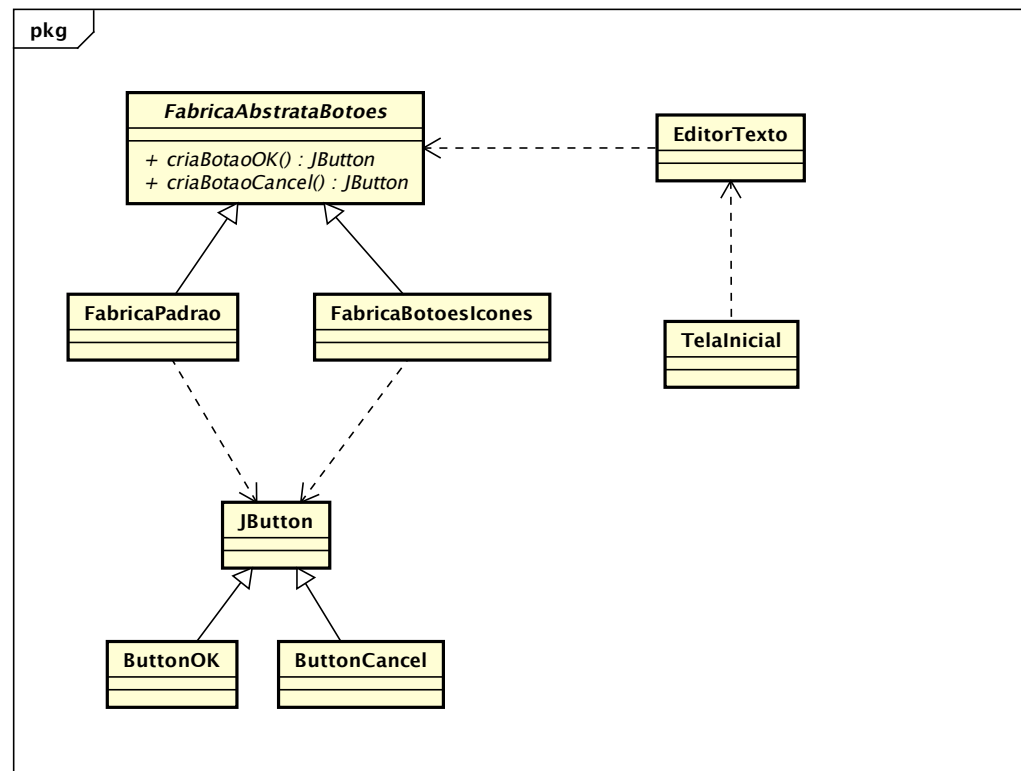 pkg
FabricaAbstrataBotoes
+ criaBotaoOK() : JButton
+ criaBotaoCancel() : JButton
EditorTexto
FabricaPadrao
FabricaBotoesIcones
TelaInicial
JButton
ButtonOK
ButtonCancel